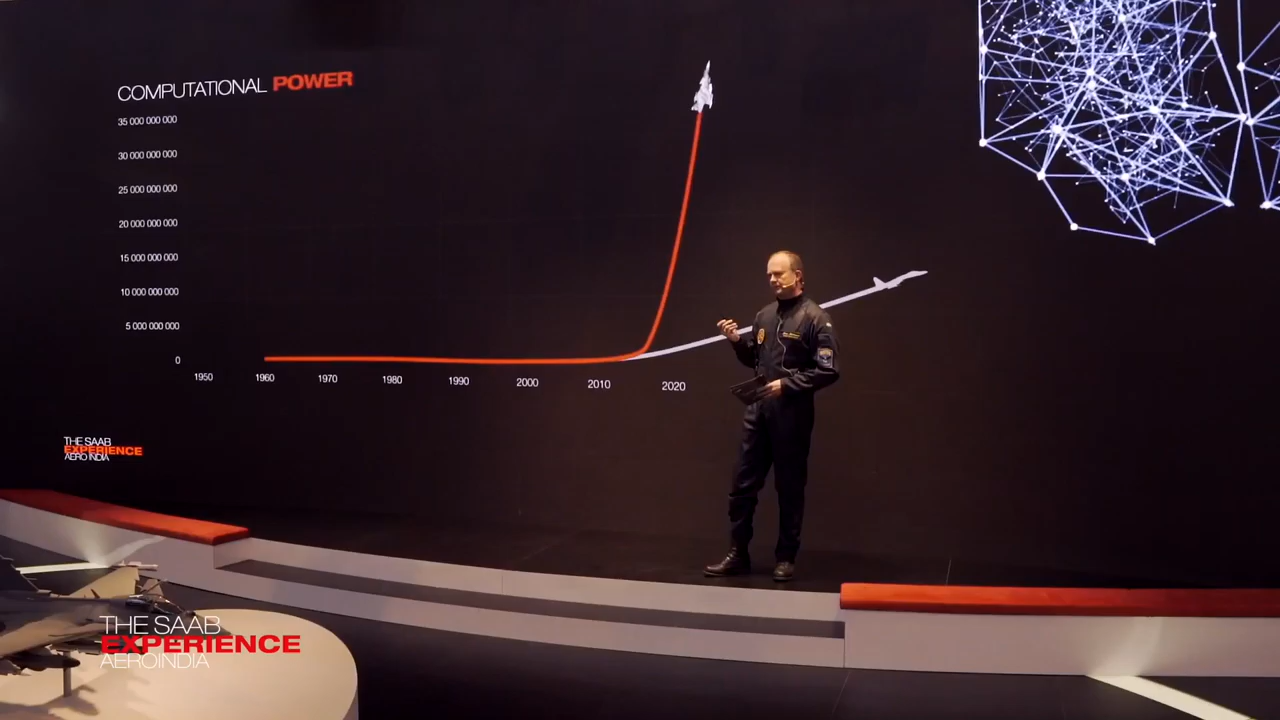 COMPUTATIONAL POWER
35 000 000 000
30 000 000 000
25 000 000 000
20 000 000 000
15 000 000 000
10 000 000 000
5 000 000 000
0
1950 1960 1970 1980 1990 2000 2010 2020
THE SAAB
EXPERIENCE
AERO INDIA
THE SAAB
EXPERIENCE
AEROINDIA